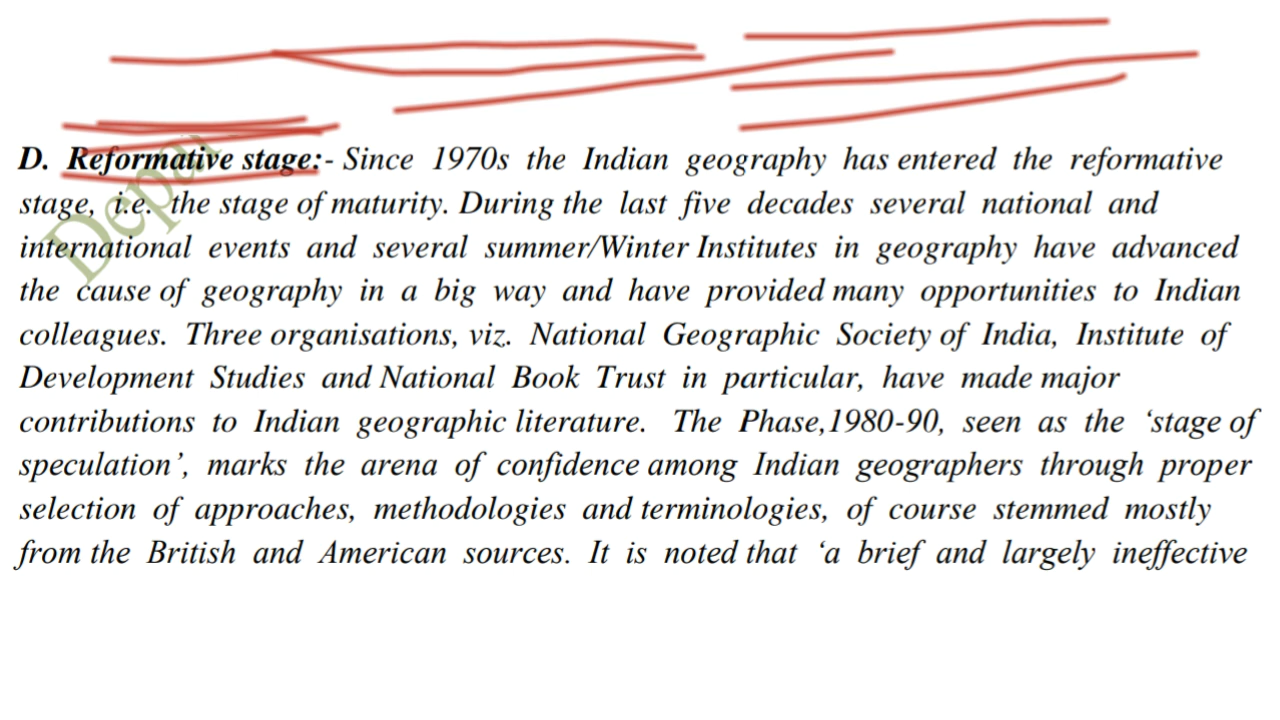 D. Reformative stage:- Since 1970s the Indian geography has entered the reformative
stage, i.e. the stage of maturity. During the last five decades several national and
international events and several summer/Winter Institutes in geography have advanced
the cause of geography in a big way and have provided many opportunities to Indian
colleagues. Three organisations, viz. National Geographic Society of India, Institute of
Development Studies and National Book Trust in particular, have made major
contributions to Indian geographic literature. The Phase,1980-90, seen as the ‘stage of
speculation’, marks the arena of confidence among Indian geographers through proper
selection of approaches, methodologies and terminologies, of course stemmed mostly
from the British and American sources. It is noted that ‘a brief and largely ineffective